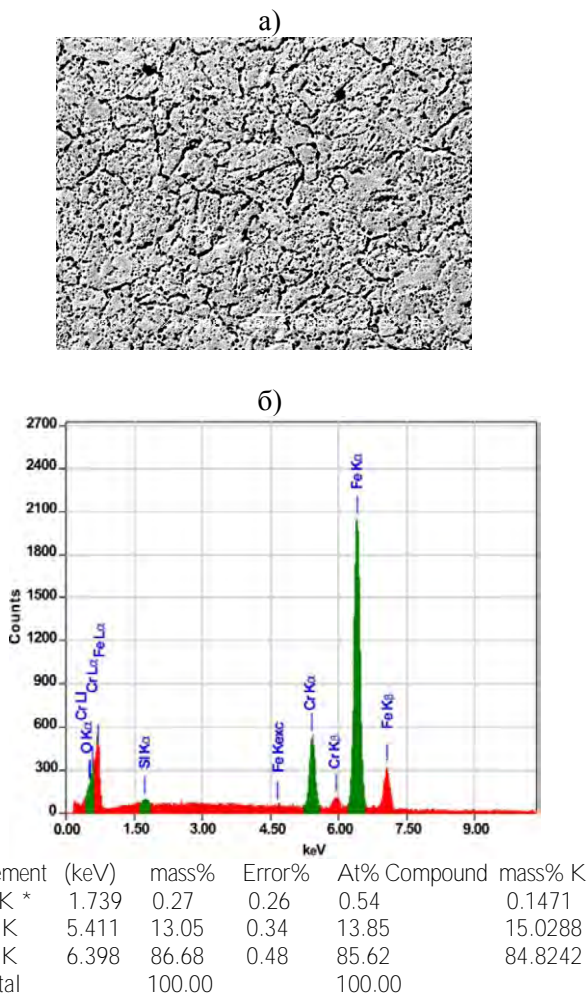 а)
б)
2700
2400
2100
1800
1500
1200
900
600
300
0
Counts
O Kα
Cr Ll
Cr Lα
Fe Lα
Si Kα
Fe Kesc
Cr Kα
Cr Kβ
Fe Kα
Fe Kβ
0.00 1.50 3.00 4.50 6.00 7.50 9.00
keV
ement (keV) mass% Error% At% Compound mass% K
K * 1.739 0.27 0.26 0.54 0.1471
K 5.411 13.05 0.34 13.85 15.0288
K 6.398 86.68 0.48 85.62 84.8242
tal 100.00 100.00